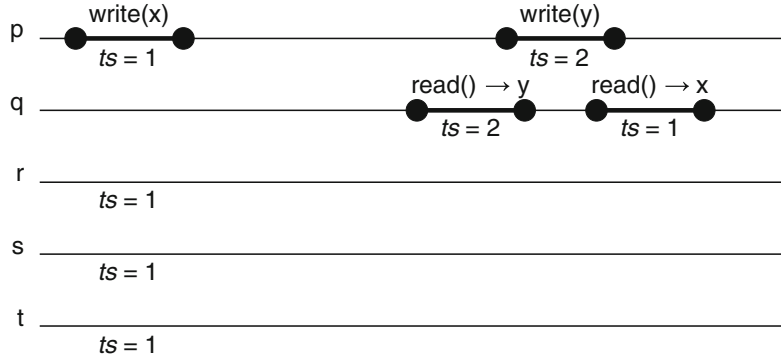 write(x) write(y)
p
ts = 1 ts = 2
read() → y read() → x
q
ts = 2 ts = 1
r
ts = 1
s
ts = 1
t
ts = 1